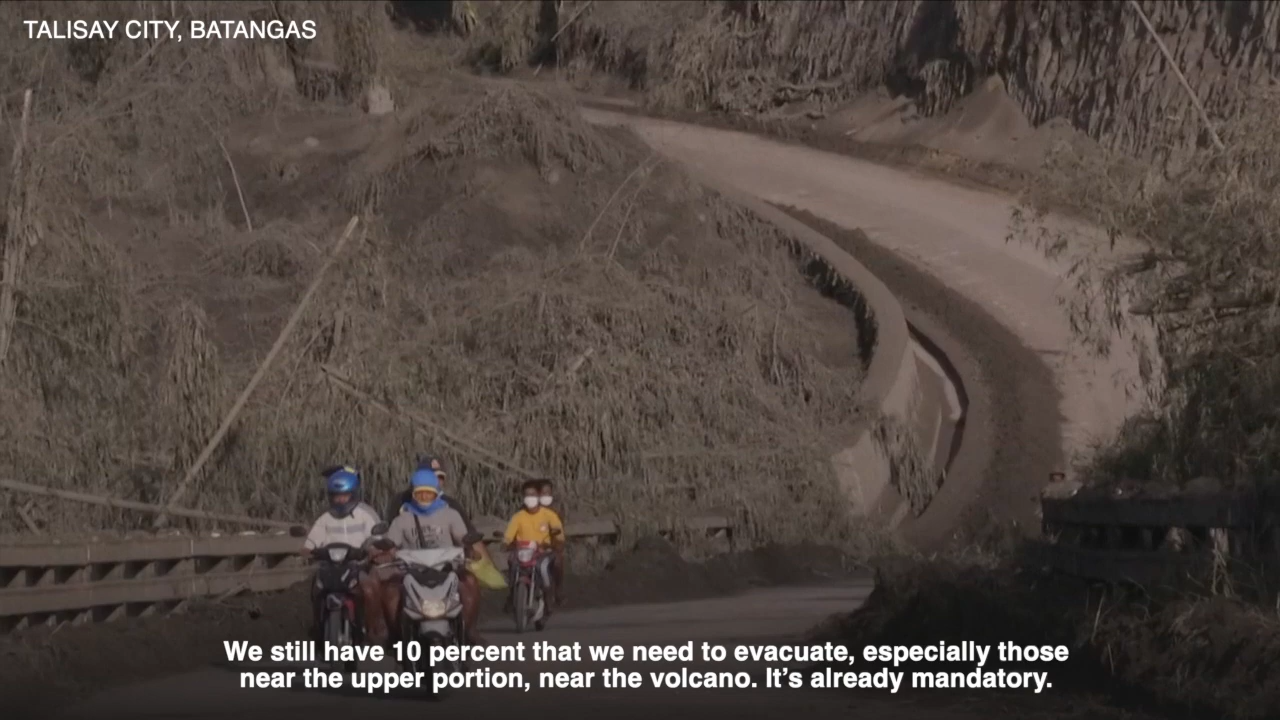 TALISAY CITY, BATANGAS
We still have 10 percent that we need to evacuate, especially those
near the upper portion, near the volcano. It's already mandatory.